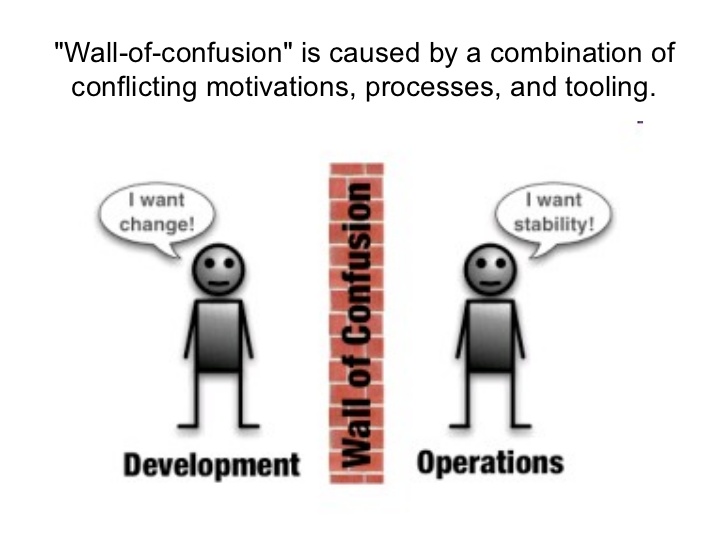 "Wall-of-confusion" is caused by a combination of
conflicting motivations, processes, and tooling.
I want
change!
Wall of Confusion
I want
stability!
Development
Operations